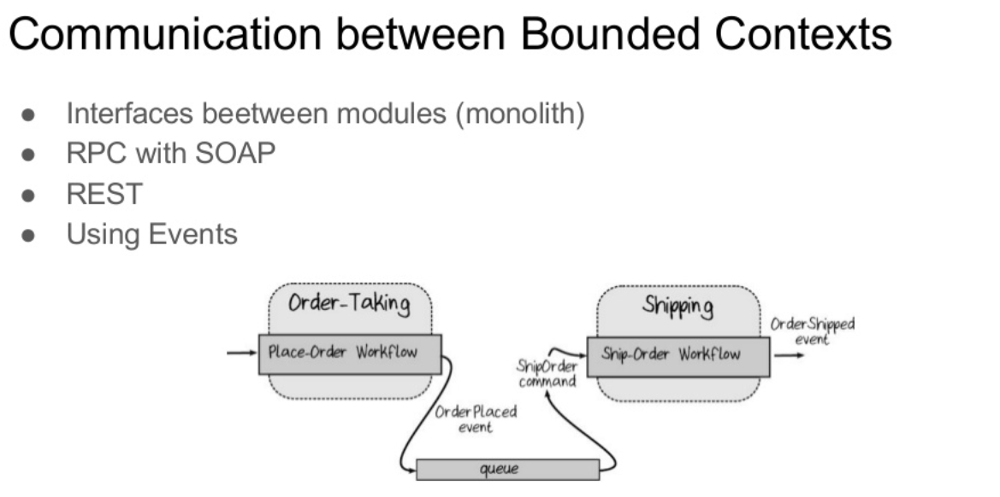 Communication between Bounded Contexts
● Interfaces beetween modules (monolith)
● RPC with SOAP
● REST
● Using Events
Order-Taking
Place-Order Workflow
OrderPlaced
event
queue
ShipOrder
command
Shipping
Ship-Order Workflow
OrderShipped
event